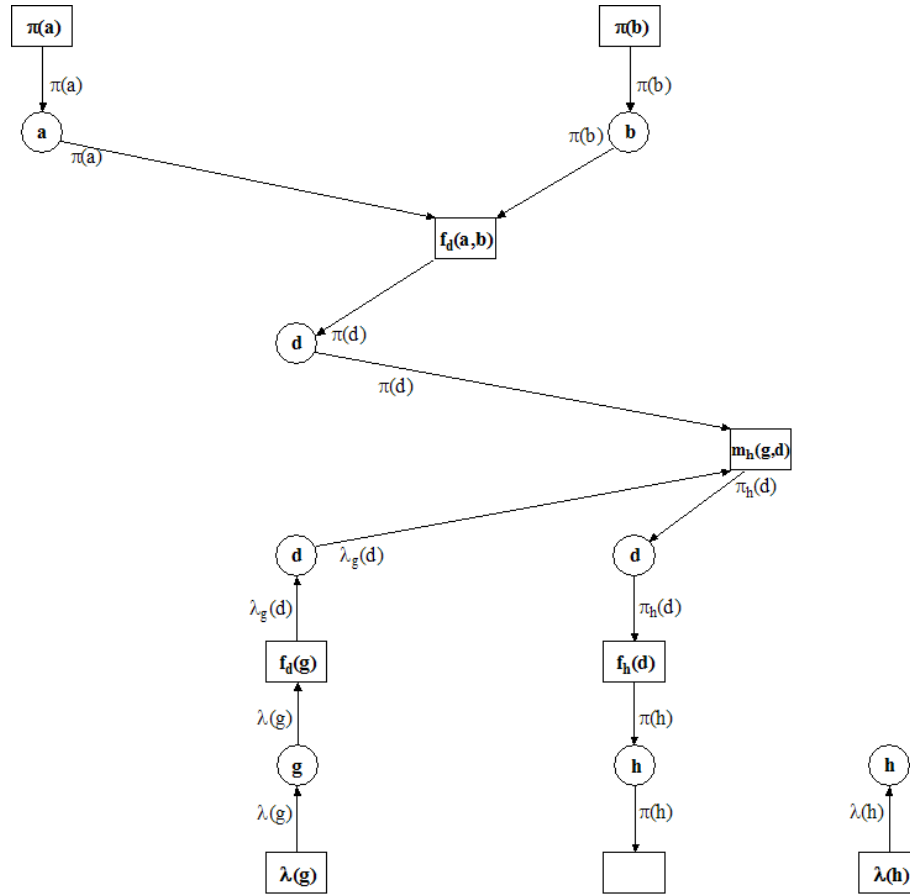 π(a) π(b)
π(a) π(b)
a π(b) b
π(a)
f_d(a,b)
d π(d)
π(d)
m_h(g,d)
π_h(d)
d λ_g(d) d
λ_g(d) π_h(d)
f_d(g) f_h(d)
λ(g) π(h)
g h h
λ(g) π(h) λ(h)
λ(g) λ(h)